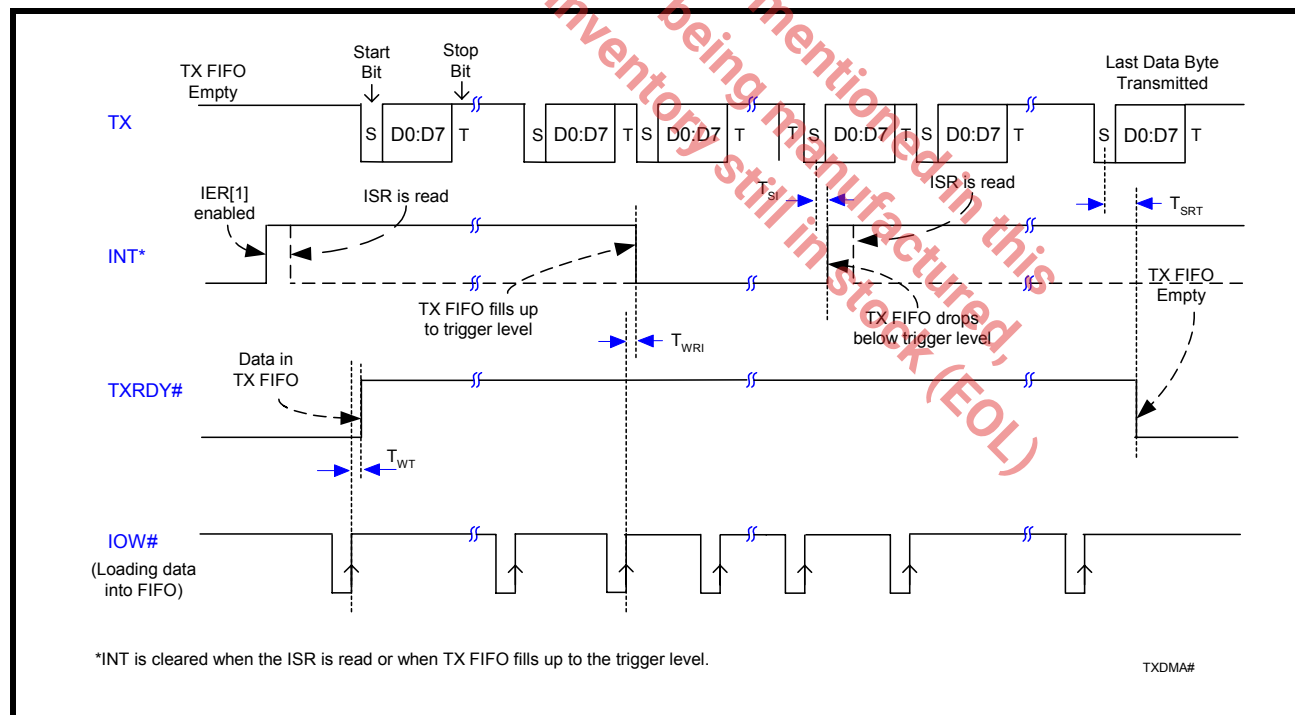 mentioned in this
being manufactured,
inventory still in stock (EOL)
TX FIFO
Empty
Start
Bit
Stop
Bit
Last Data Byte
Transmitted
TX
S D0:D7 T
S D0:D7 T S D0:D7 T
T S D0:D7 T S D0:D7 T
S D0:D7 T
IER[1]
enabled
ISR is read
TSI
ISR is read
TSRT
INT*
TX FIFO fills up
to trigger level
TX FIFO drops
below trigger level
TX FIFO
Empty
TWRI
Data in
TX FIFO
TXRDY#
TWT
IOW#
(Loading data
into FIFO)
*INT is cleared when the ISR is read or when TX FIFO fills up to the trigger level.
TXDMA#